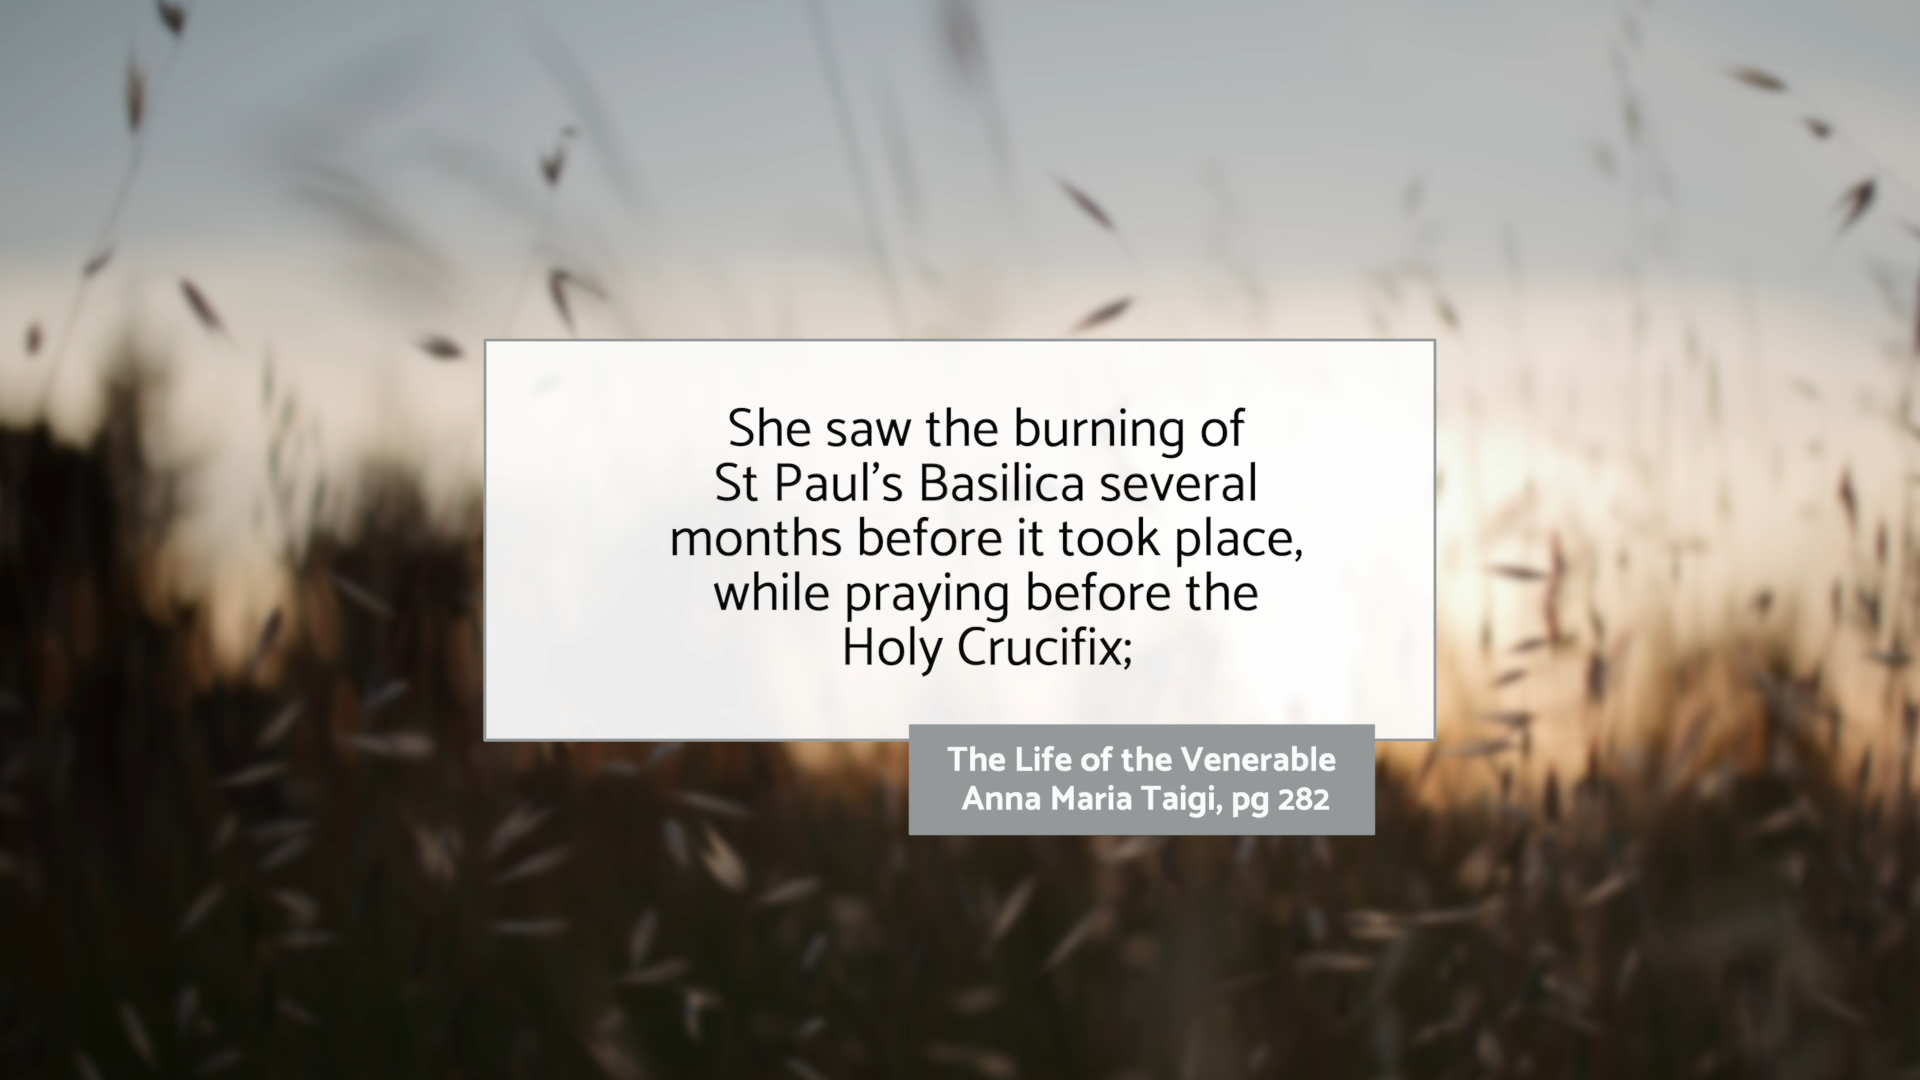 She saw the burning of
St Paul’s Basilica several
months before it took place,
while praying before the
Holy Crucifix;
The Life of the Venerable
Anna Maria Taigi, pg 282